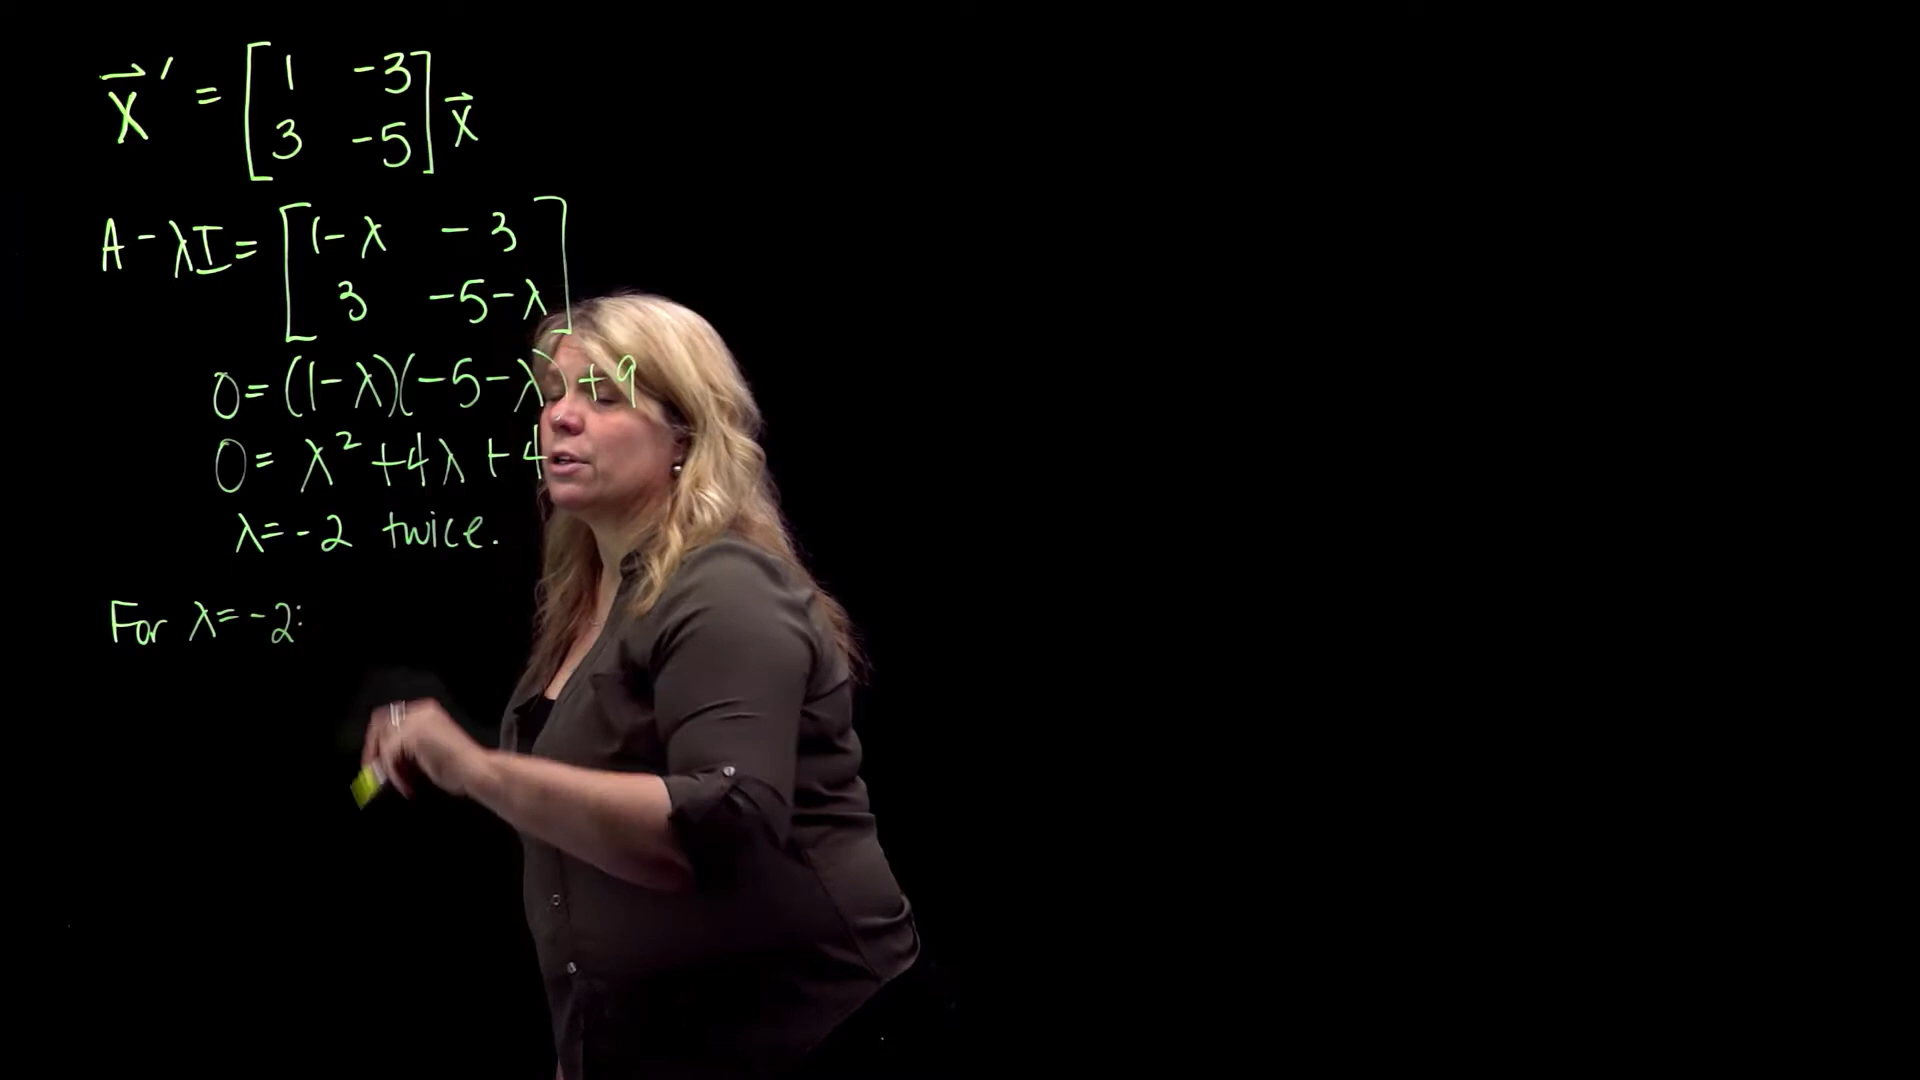 x⃗' = [1 -3
3 -5] x⃗
A - λI = [1-λ -3
3 -5-λ]
0 = (1-λ)(-5-λ) + 9
0 = λ² + 4λ + 4
λ = -2 twice.
For λ = -2: